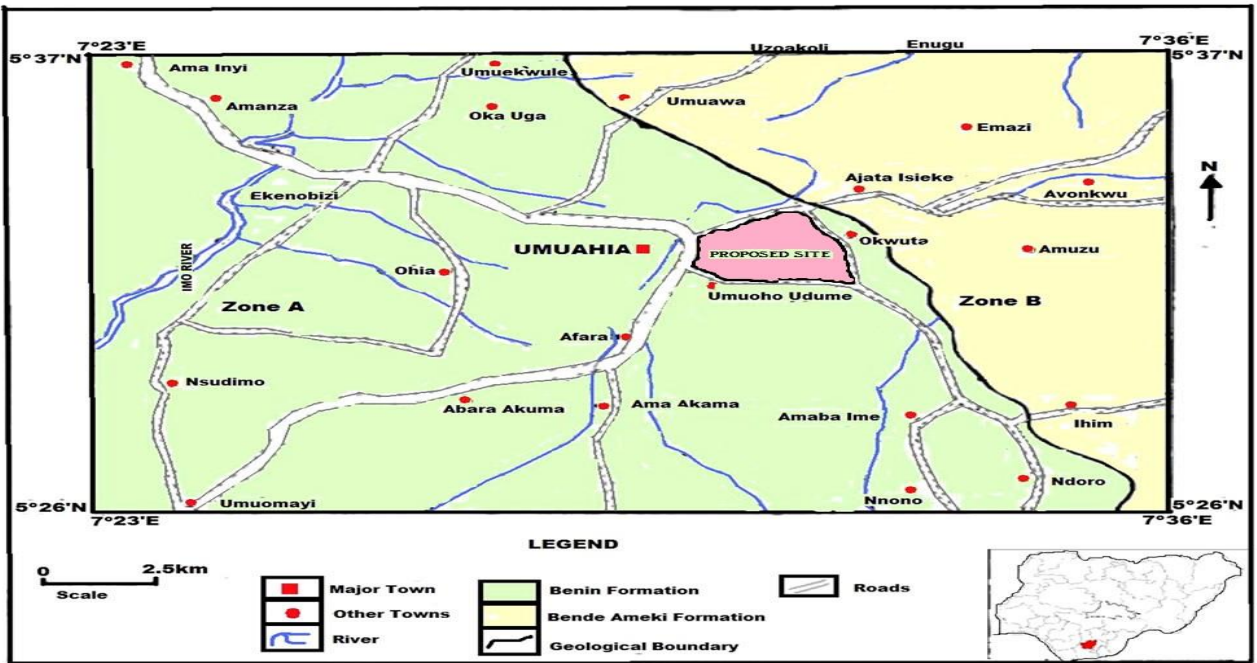 7°23'E
7°36'E
5°37'N
5°37'N
Uzoakoli
Enugu
Ama Inyi
Umuekwule
Amanza
Oka Uga
Umuawa
Emazi
N
Ajata Isieke
Avonkwu
Ekenobizi
Okwuta
UMUAHIA
PROPOSED SITE
Amuzu
IMO RIVER
Ohia
Umuoho Udume
Zone A
Zone B
Afara
Nsudimo
Abara Akuma
Ama Akama
Amaba Ime
Ihim
Ndoro
Nnono
Umuomayi
5°26'N
5°26'N
7°23'E
7°36'E
LEGEND
0 2.5km
Scale
Major Town
Other Towns
River
Benin Formation
Bende Ameki Formation
Geological Boundary
Roads